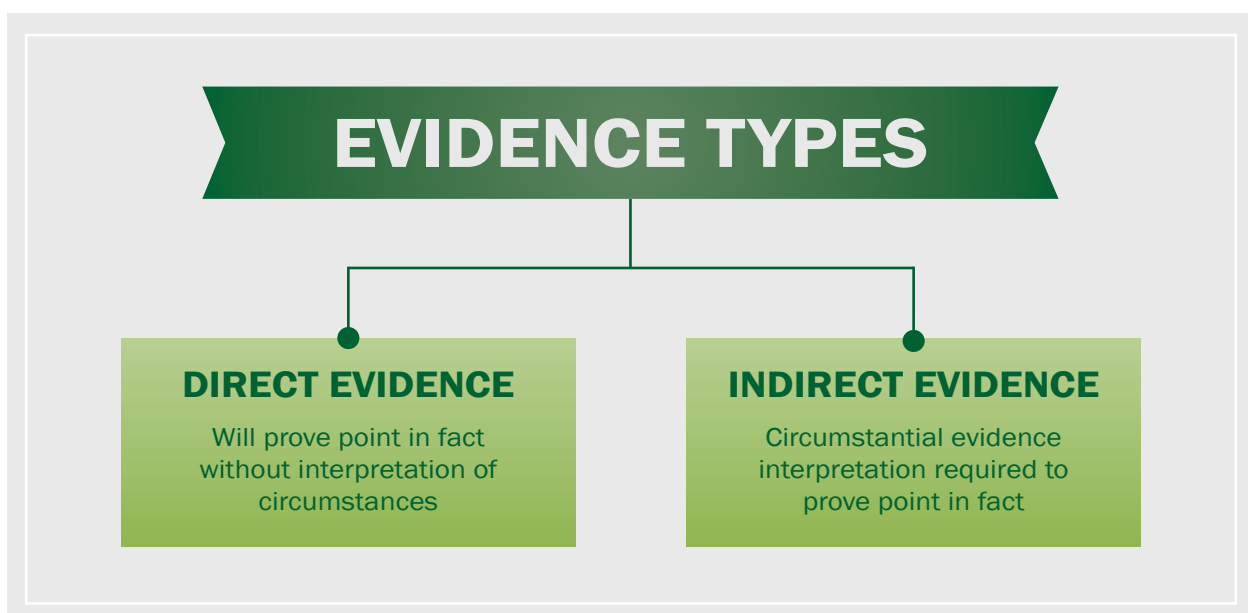 EVIDENCE TYPES
DIRECT EVIDENCE
Will prove point in fact
without interpretation of
circumstances
INDIRECT EVIDENCE
Circumstantial evidence
interpretation required to
prove point in fact